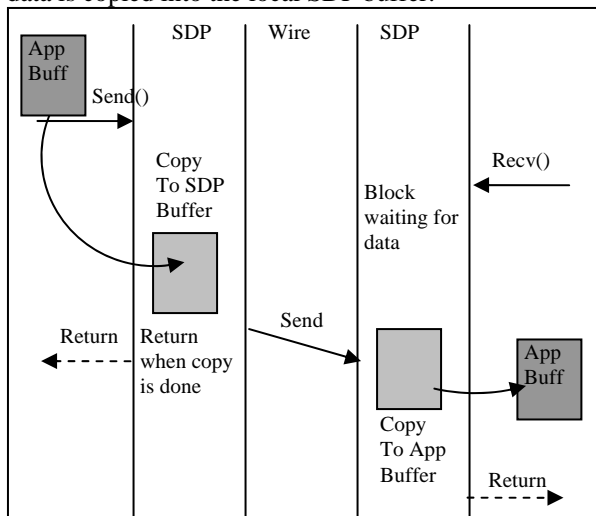 data is copied into the local SDP buffer.
SDP
Wire
SDP
App
Buff
Send()
Copy
To SDP
Buffer
Recv()
Block
waiting for
data
Return
Return
when copy
is done
Send
App
Buff
Copy
To App
Buffer
Return